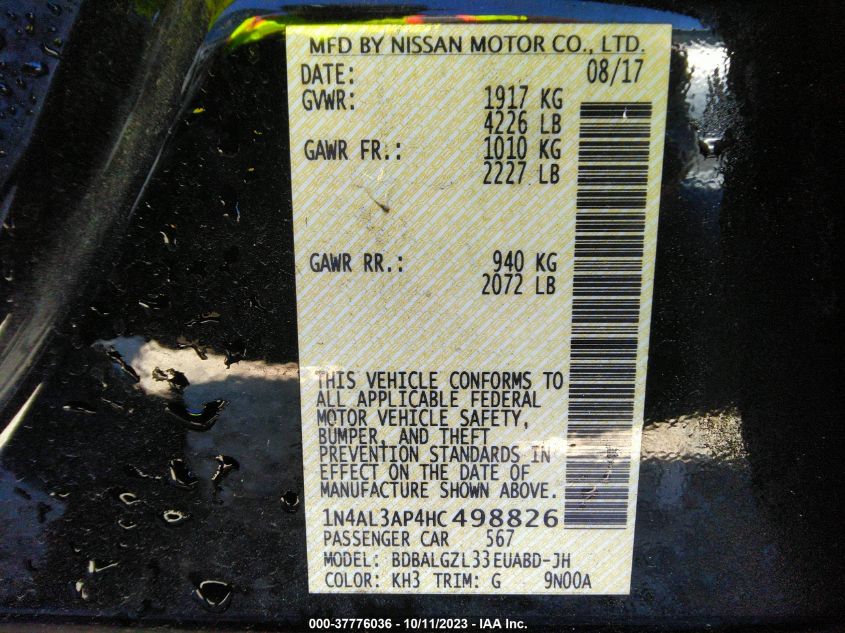 MFD BY NISSAN MOTOR CO., LTD.
DATE: 08/17
GVWR: 1917 KG
4226 LB
GAWR FR.: 1010 KG
2227 LB
GAWR RR.: 940 KG
2072 LB
THIS VEHICLE CONFORMS TO
ALL APPLICABLE FEDERAL
MOTOR VEHICLE SAFETY,
BUMPER, AND THEFT
PREVENTION STANDARDS IN
EFFECT ON THE DATE OF
MANUFACTURE SHOWN ABOVE.
1N4AL3AP4HC498826
PASSENGER CAR 567
MODEL: BDBALGZL33EUABD-JH
COLOR: KH3 TRIM: G 9N00A
000-37776036 - 10/11/2023 - IAA Inc.